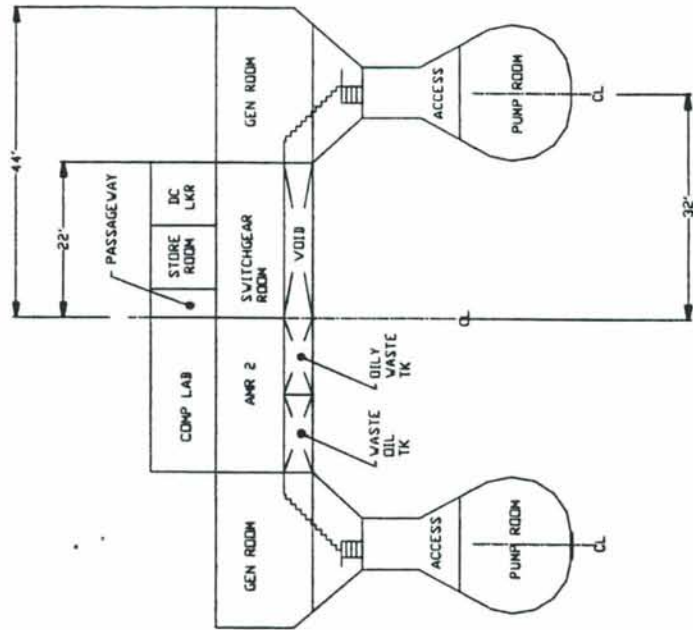 44'
22'
PASSAGEWAY
COMP LAB
STORE
ROOM
DC
LKR
GEN ROOM
AMR 2
SWITCHGEAR
ROOM
GEN ROOM
VOID
WASTE
OIL
TK
OILY
WASTE
TK
CL
ACCESS
ACCESS
PUMP ROOM
PUMP ROOM
CL
CL
32'